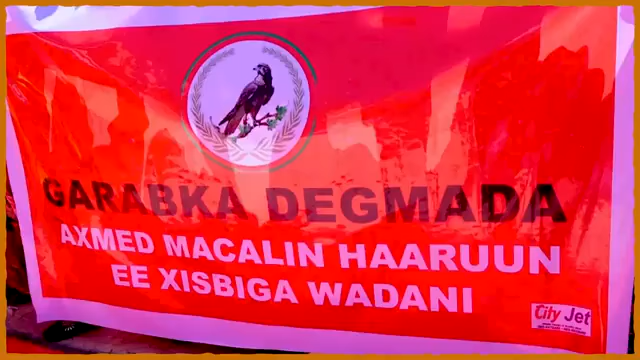 GARABKA DEGMADA
AXMED MACALIN HAARUUN
EE XISBIGA WADANI
City Jet